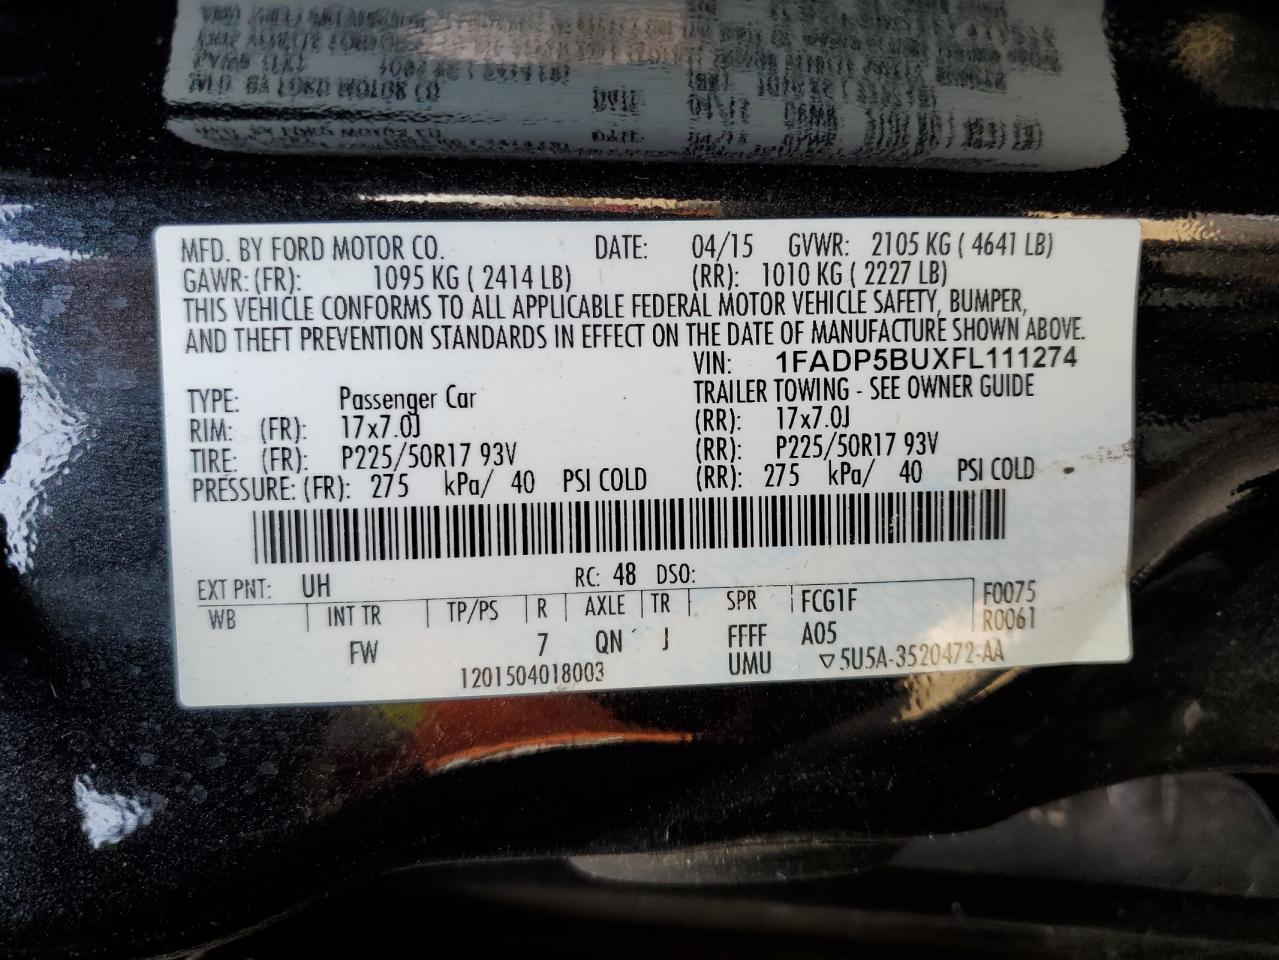 MFD. BY FORD MOTOR CO. DATE: 04/15 GVWR: 2105 KG ( 4641 LB)
GAWR:(FR): 1095 KG ( 2414 LB) (RR): 1010 KG ( 2227 LB)
THIS VEHICLE CONFORMS TO ALL APPLICABLE FEDERAL MOTOR VEHICLE SAFETY, BUMPER,
AND THEFT PREVENTION STANDARDS IN EFFECT ON THE DATE OF MANUFACTURE SHOWN ABOVE.
VIN: 1FADP5BUXFL111274
TYPE: Passenger Car TRAILER TOWING - SEE OWNER GUIDE
RIM: (FR): 17x7.0J (RR): 17x7.0J
TIRE: (FR): P225/50R17 93V (RR): P225/50R17 93V
PRESSURE: (FR): 275 kPa/ 40 PSI COLD (RR): 275 kPa/ 40 PSI COLD
EXT PNT: UH RC: 48 DSO:
WB INT TR TP/PS R AXLE TR SPR FCG1F F0075
R0061
FW 7 QN J FFFF A05
1201504018003 UMU ▽5U5A-3520472-AA